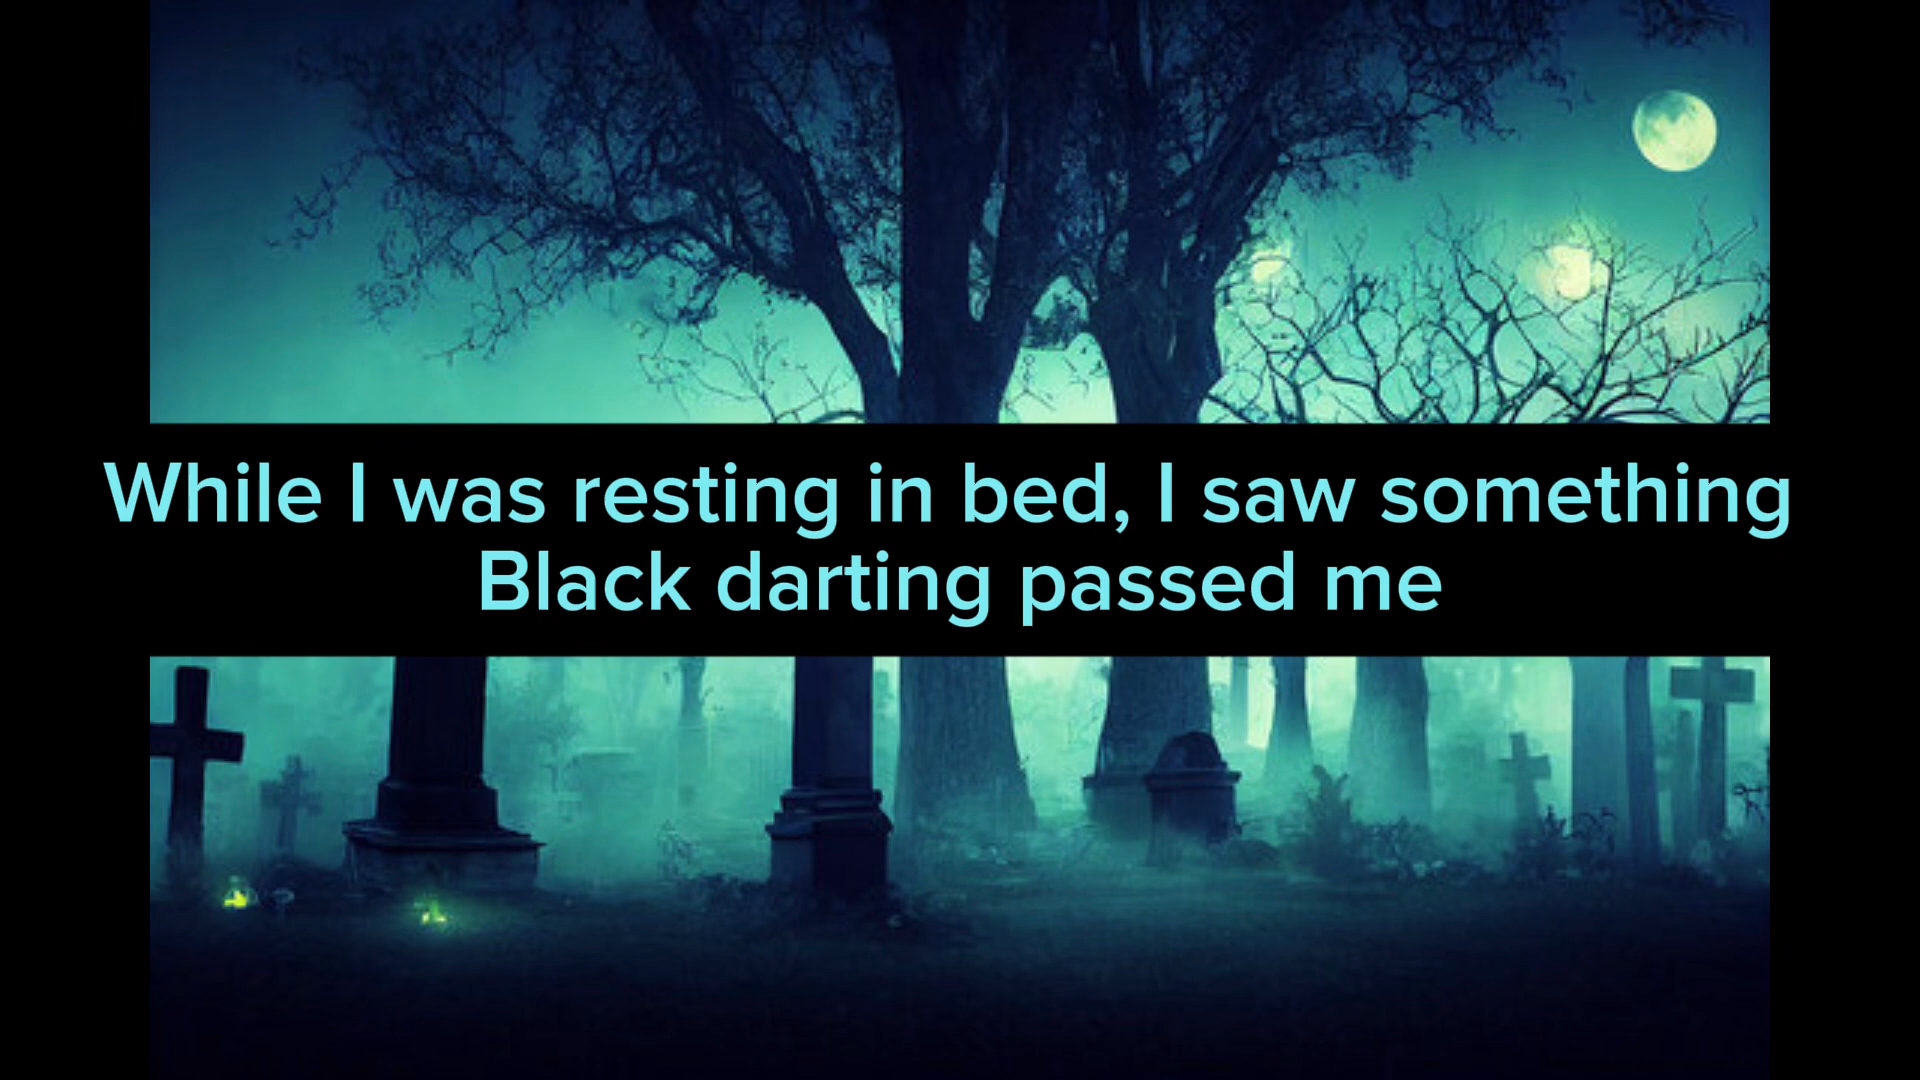 While I was resting in bed, I saw something
Black darting passed me